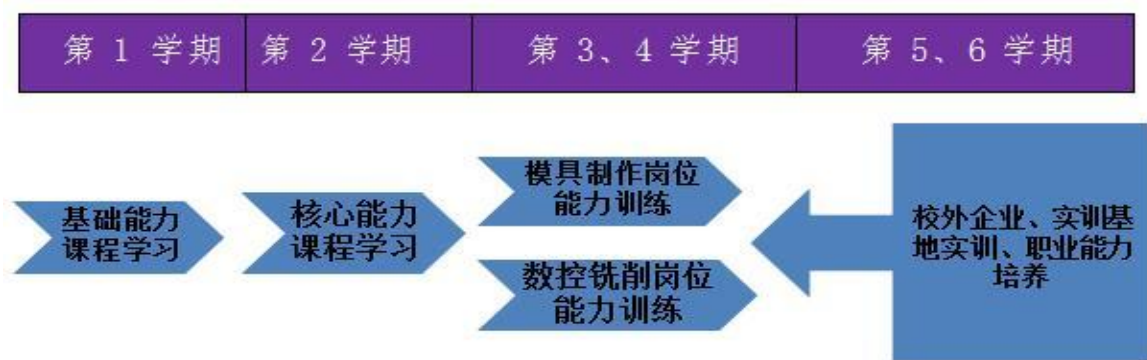 第 1 学期
第 2 学期
第 3、4 学期
第 5、6 学期
基础能力
课程学习
核心能力
课程学习
模具制作岗位
能力训练
数控铣削岗位
能力训练
校外企业、实训基
地实训、职业能力
培养